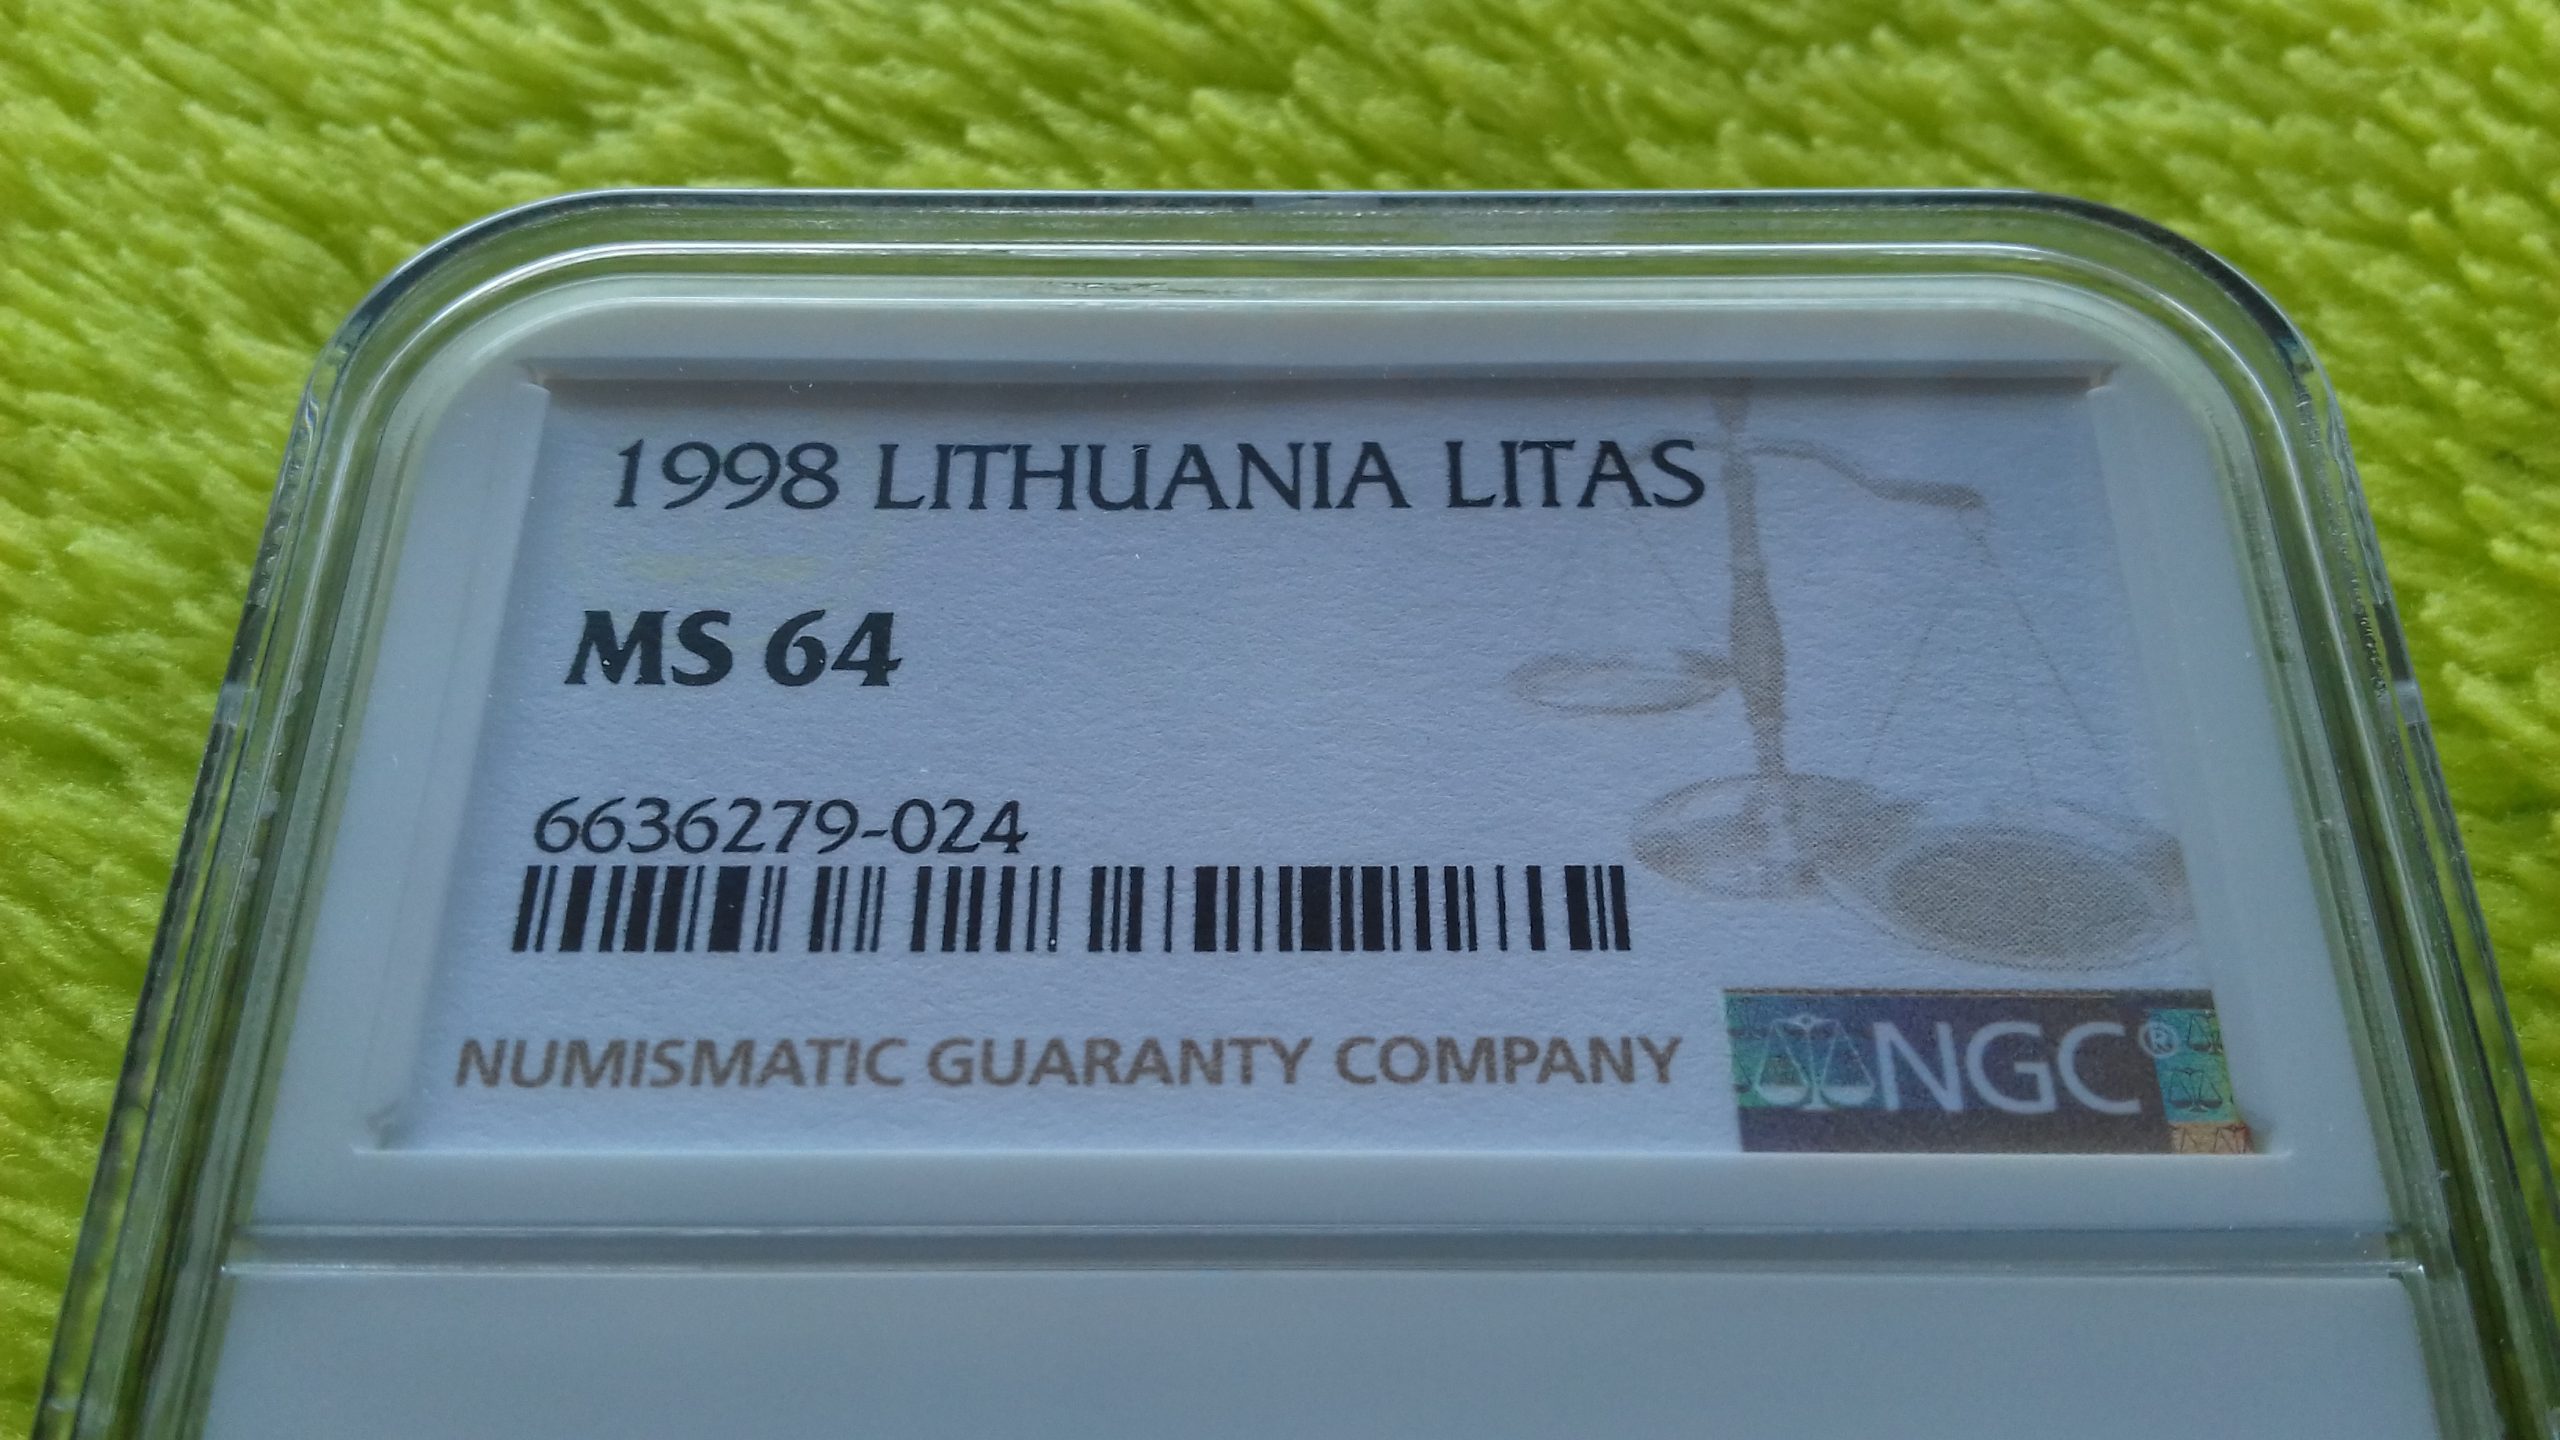 1998 LITHUANIA LITAS
MS 64
6636279-024
NUMISMATIC GUARANTY COMPANY
NGC®